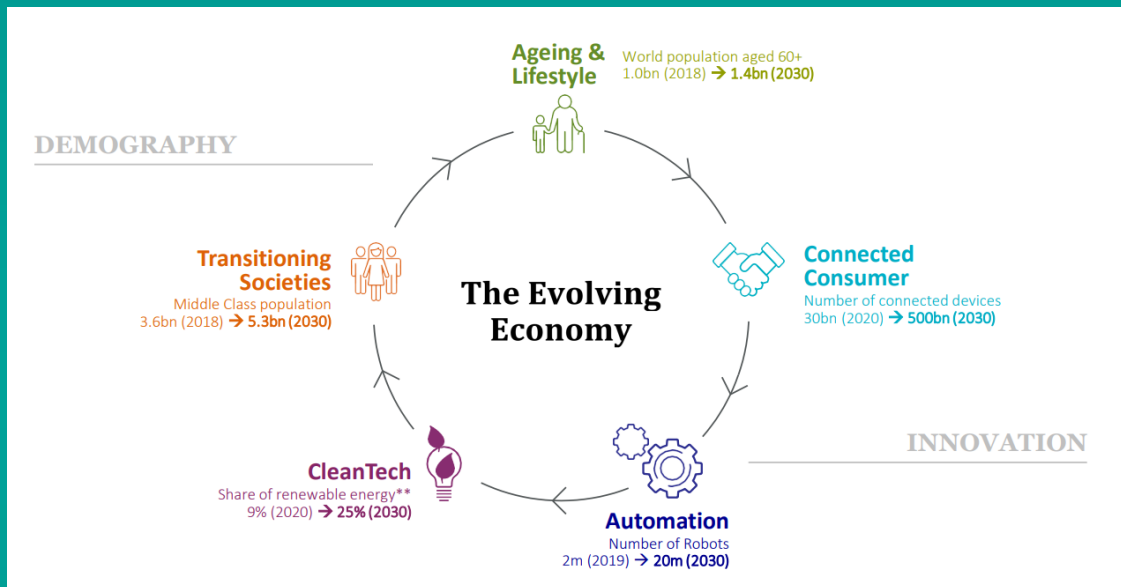 Ageing &
Lifestyle
World population aged 60+
1.0bn (2018) → 1.4bn (2030)
DEMOGRAPHY
Transitioning
Societies
Middle Class population
3.6bn (2018) → 5.3bn (2030)
The Evolving
Economy
Connected
Consumer
Number of connected devices
30bn (2020) → 500bn (2030)
INNOVATION
CleanTech
Share of renewable energy**
9% (2020) → 25% (2030)
Automation
Number of Robots
2m (2019) → 20m (2030)